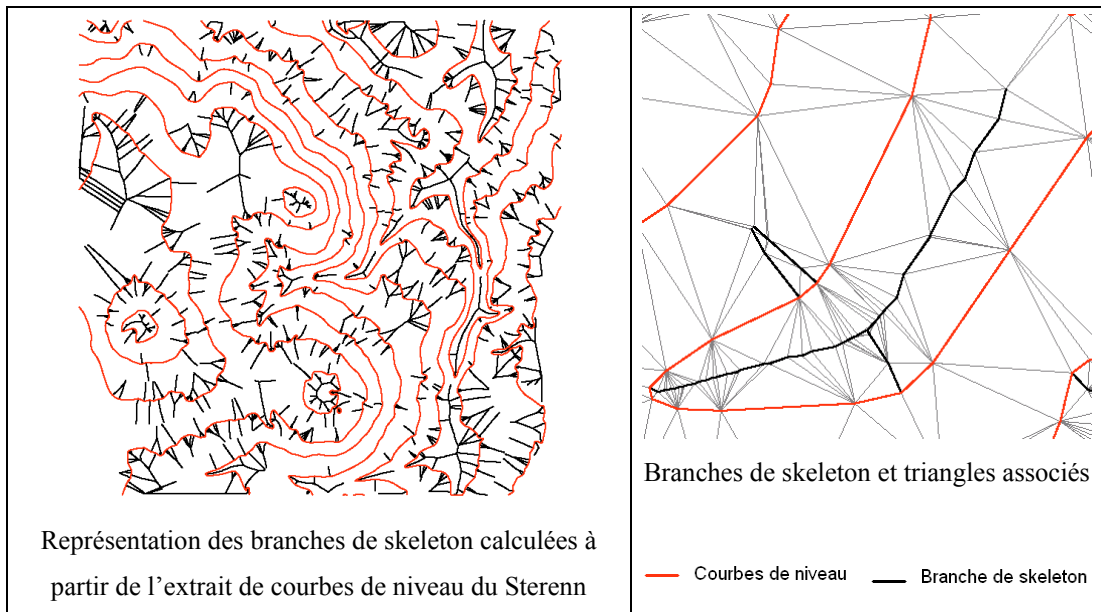 Représentation des branches de skeleton calculées à
partir de l'extrait de courbes de niveau du Sterenn
Branches de skeleton et triangles associés
Courbes de niveau
Branche de skeleton